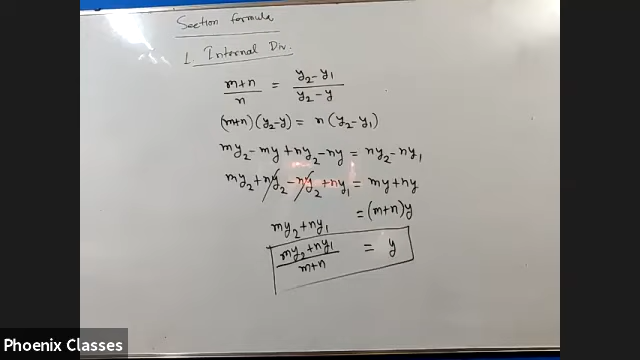 Section formula
1. Internal Div.
m+n/n = y₂-y₁/y₂-y
(m+n)(y₂-y) = n(y₂-y₁)
my₂-my+ny₂-ny = ny₂-ny₁
my₂+ny₂-ny₂+ny₁ = my+ny
my₂+ny₁ = (m+n)y
my₂+ny₁/m+n = y
Phoenix Classes